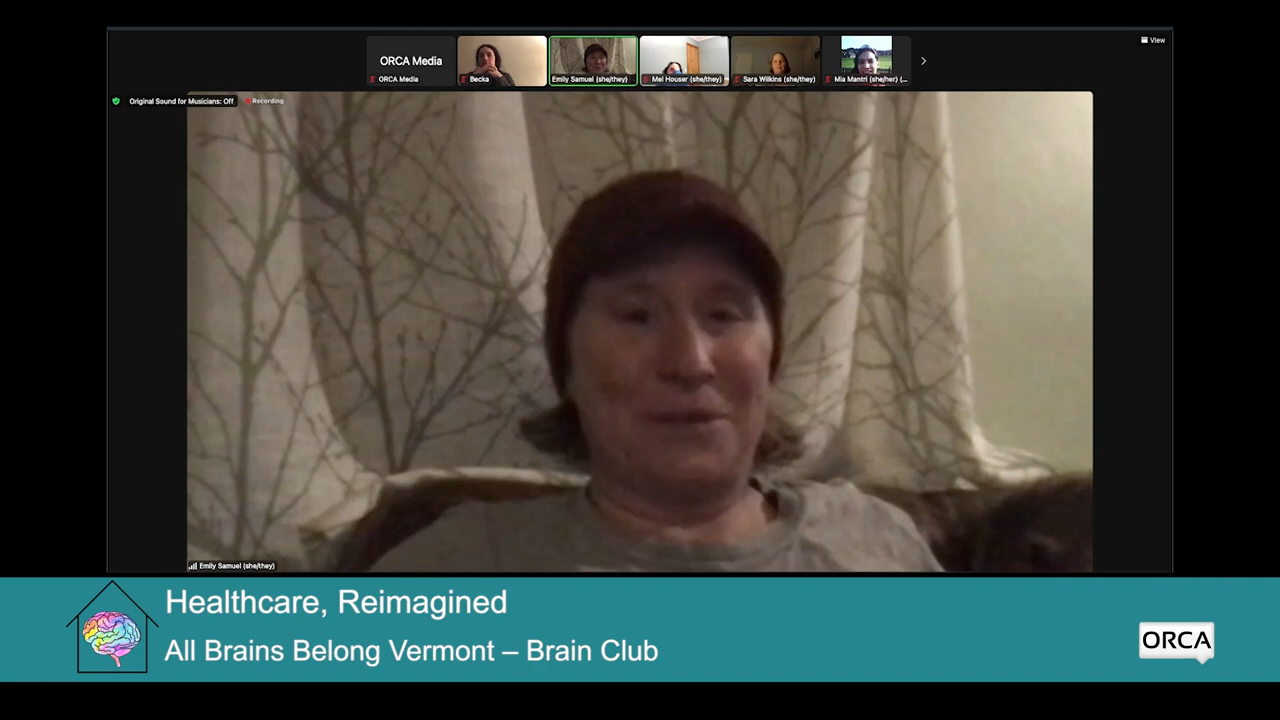 View
ORCA Media
ORCA Media
Becka
Emily Samuel (she/they)
Mel Houser (she/they)
Sara Wilkins (she/they)
Mia Mantri (she/her) (...
Original Sound for Musicians: Off
Recording
Emily Samuel (she/they)
Healthcare, Reimagined
All Brains Belong Vermont – Brain Club
ORCA